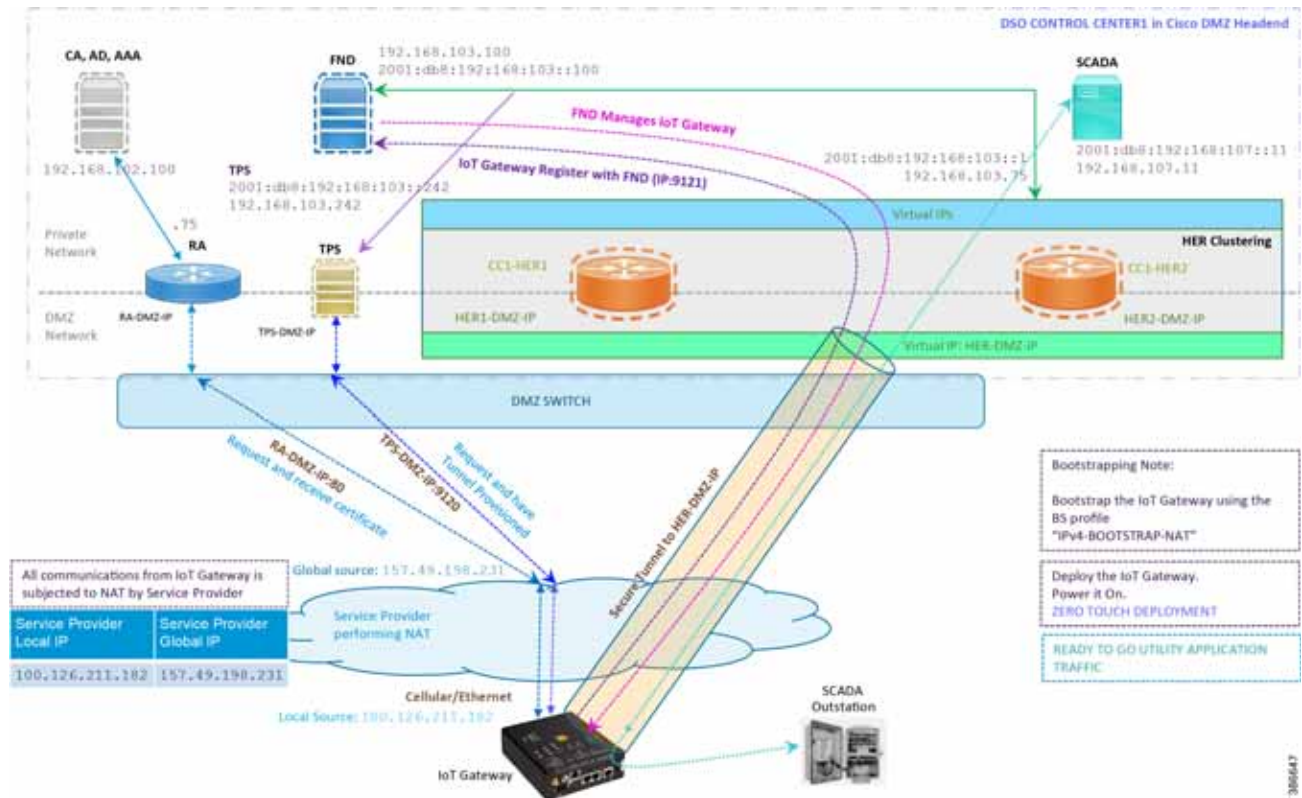 DSO CONTROL CENTER1 in Cisco DMZ Headend
CA, AD, AAA
192.168.102.100
FND
192.168.103.100
2001:db8:192:168:103::100
SCADA
2001:db8:192:168:107::11
192.168.107.11
FND Manages IoT Gateway
IoT Gateway Register with FND (IP:9121)
2001:db8:192:168:103::1
192.168.103.75
TPS
2001:db8:192:168:103::242
192.168.103.242
.75
RA
TPS
Private
Network
DMZ
Network
RA-DMZ-IP
TPS-DMZ-IP
Virtual IPs
HER Clustering
CC1-HER1
CC1-HER2
HER1-DMZ-IP
HER2-DMZ-IP
Virtual IP: HER-DMZ-IP
DMZ SWITCH
RA-DMZ-IP:80
Request and receive certificate
TPS-DMZ-IP:9120
Request and have
Tunnel Provisioned
Secure Tunnel to HER-DMZ-IP
Bootstrapping Note:
Bootstrap the IoT Gateway using the
BS profile
"IPv4-BOOTSTRAP-NAT"
Deploy the IoT Gateway.
Power it On.
ZERO TOUCH DEPLOYMENT
READY TO GO UTILITY APPLICATION
TRAFFIC
All communications from IoT Gateway is
subjected to NAT by Service Provider
Service Provider
Local IP
Service Provider
Global IP
100.126.211.182
157.49.198.231
Global source: 157.49.198.231
Service Provider
performing NAT
Cellular/Ethernet
Local Source: 100.126.211.182
IoT Gateway
SCADA
Outstation
386647